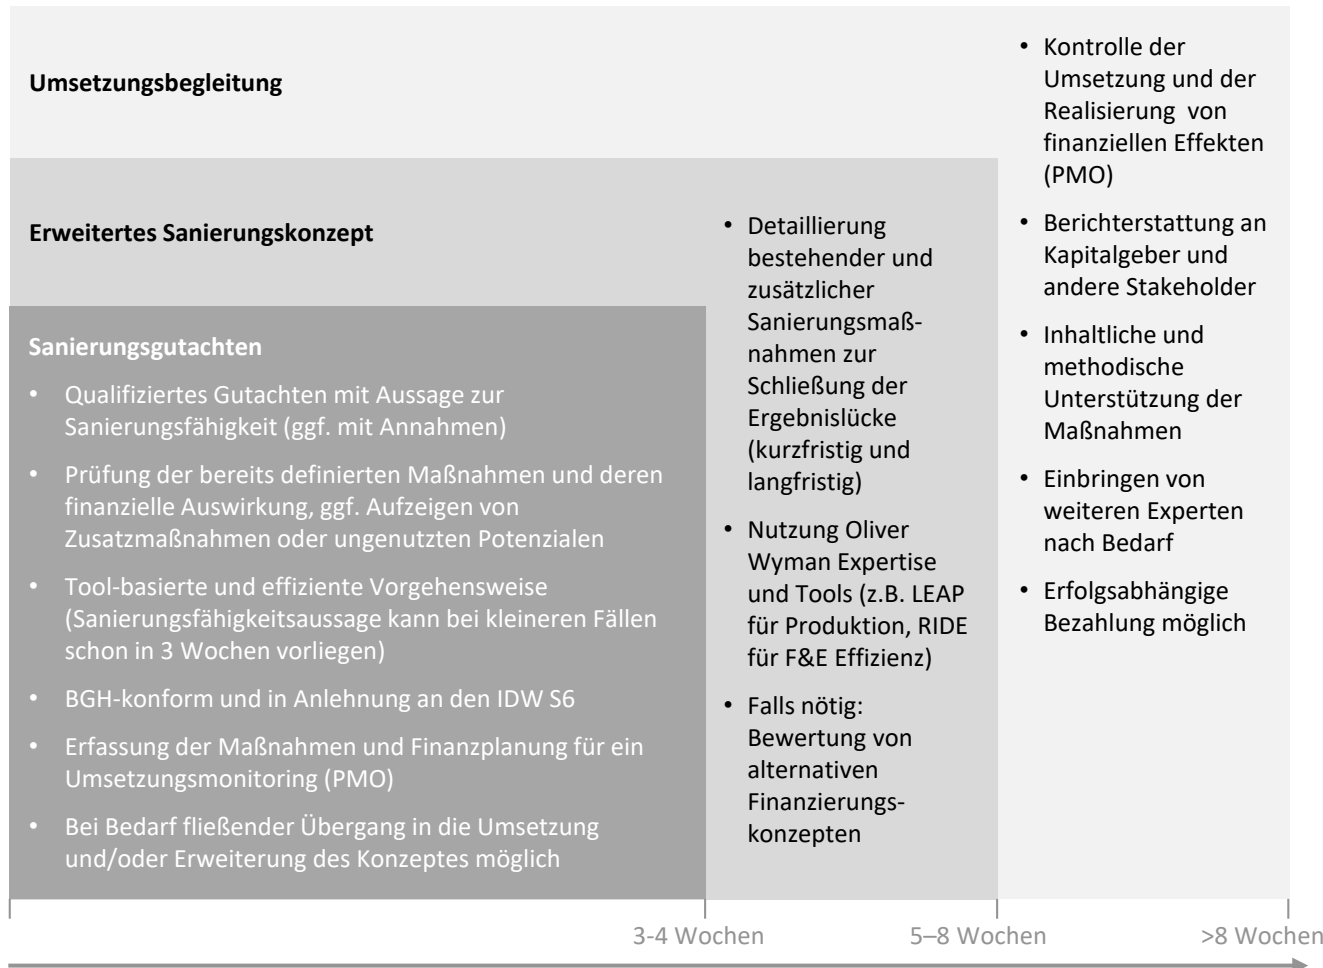 Umsetzungsbegleitung
• Kontrolle der
Umsetzung und der
Realisierung von
finanziellen Effekten
(PMO)
• Berichterstattung an
Kapitalgeber und
andere Stakeholder
• Inhaltliche und
methodische
Unterstützung der
Maßnahmen
• Einbringen von
weiteren Experten
nach Bedarf
• Erfolgsabhängige
Bezahlung möglich
Erweitertes Sanierungskonzept
• Detaillierung
bestehender und
zusätzlicher
Sanierungsmaß-
nahmen zur
Schließung der
Ergebnislücke
(kurzfristig und
langfristig)
• Nutzung Oliver
Wyman Expertise
und Tools (z.B. LEAP
für Produktion, RIDE
für F&E Effizienz)
• Falls nötig:
Bewertung von
alternativen
Finanzierungs-
konzepten
Sanierungsgutachten
• Qualifiziertes Gutachten mit Aussage zur
Sanierungsfähigkeit (ggf. mit Annahmen)
• Prüfung der bereits definierten Maßnahmen und deren
finanzielle Auswirkung, ggf. Aufzeigen von
Zusatzmaßnahmen oder ungenutzten Potenzialen
• Tool-basierte und effiziente Vorgehensweise
(Sanierungsfähigkeitsaussage kann bei kleineren Fällen
schon in 3 Wochen vorliegen)
• BGH-konform und in Anlehnung an den IDW S6
• Erfassung der Maßnahmen und Finanzplanung für ein
Umsetzungsmonitoring (PMO)
• Bei Bedarf fließender Übergang in die Umsetzung
und/oder Erweiterung des Konzeptes möglich
3-4 Wochen
5–8 Wochen
>8 Wochen